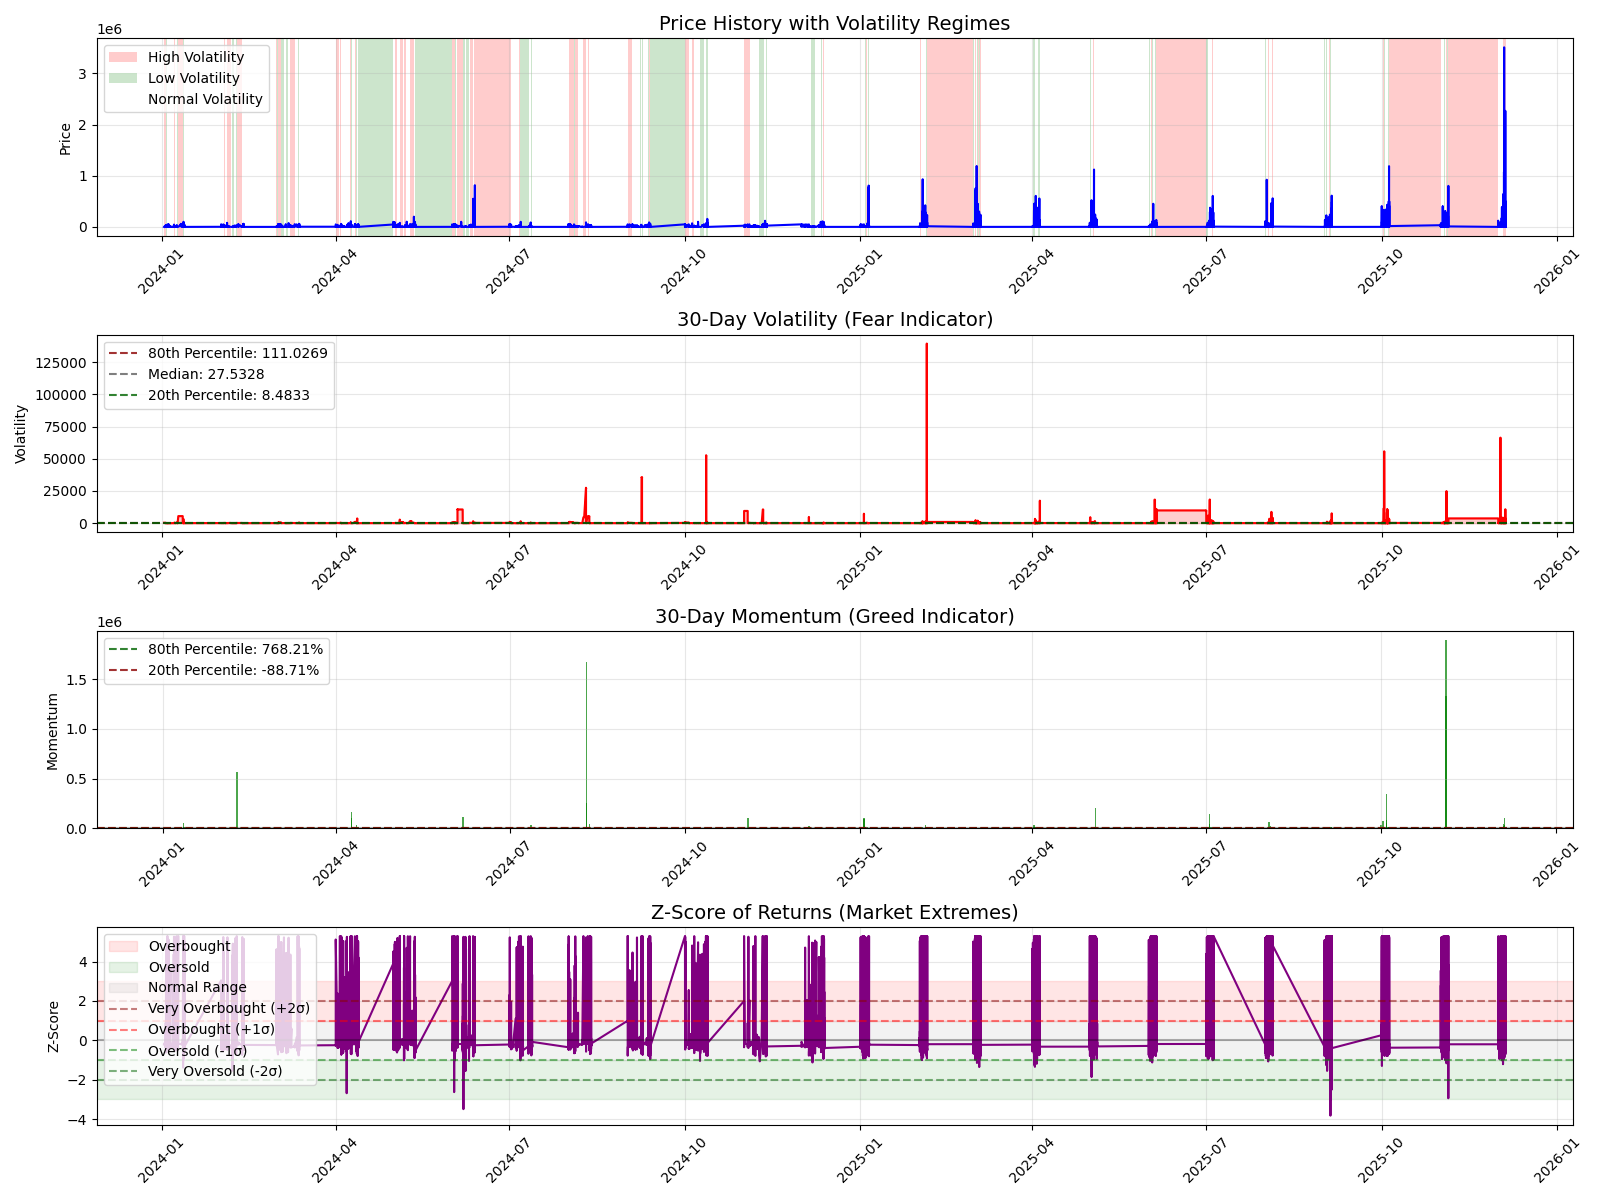 Price History with Volatility Regimes
1e6
High Volatility
Low Volatility
Normal Volatility
Price
3
2
1
0
2024-01
2024-04
2024-07
2024-10
2025-01
2025-04
2025-07
2025-10
2026-01
30-Day Volatility (Fear Indicator)
80th Percentile: 111.0269
Median: 27.5328
20th Percentile: 8.4833
Volatility
125000
100000
75000
50000
25000
0
2024-01
2024-04
2024-07
2024-10
2025-01
2025-04
2025-07
2025-10
2026-01
30-Day Momentum (Greed Indicator)
1e6
80th Percentile: 768.21%
20th Percentile: -88.71%
Momentum
1.5
1.0
0.5
0.0
2024-01
2024-04
2024-07
2024-10
2025-01
2025-04
2025-07
2025-10
2026-01
Z-Score of Returns (Market Extremes)
Overbought
Oversold
Normal Range
Very Overbought (+2σ)
Overbought (+1σ)
Oversold (-1σ)
Very Oversold (-2σ)
Z-Score
4
2
0
−2
−4
2024-01
2024-04
2024-07
2024-10
2025-01
2025-04
2025-07
2025-10
2026-01